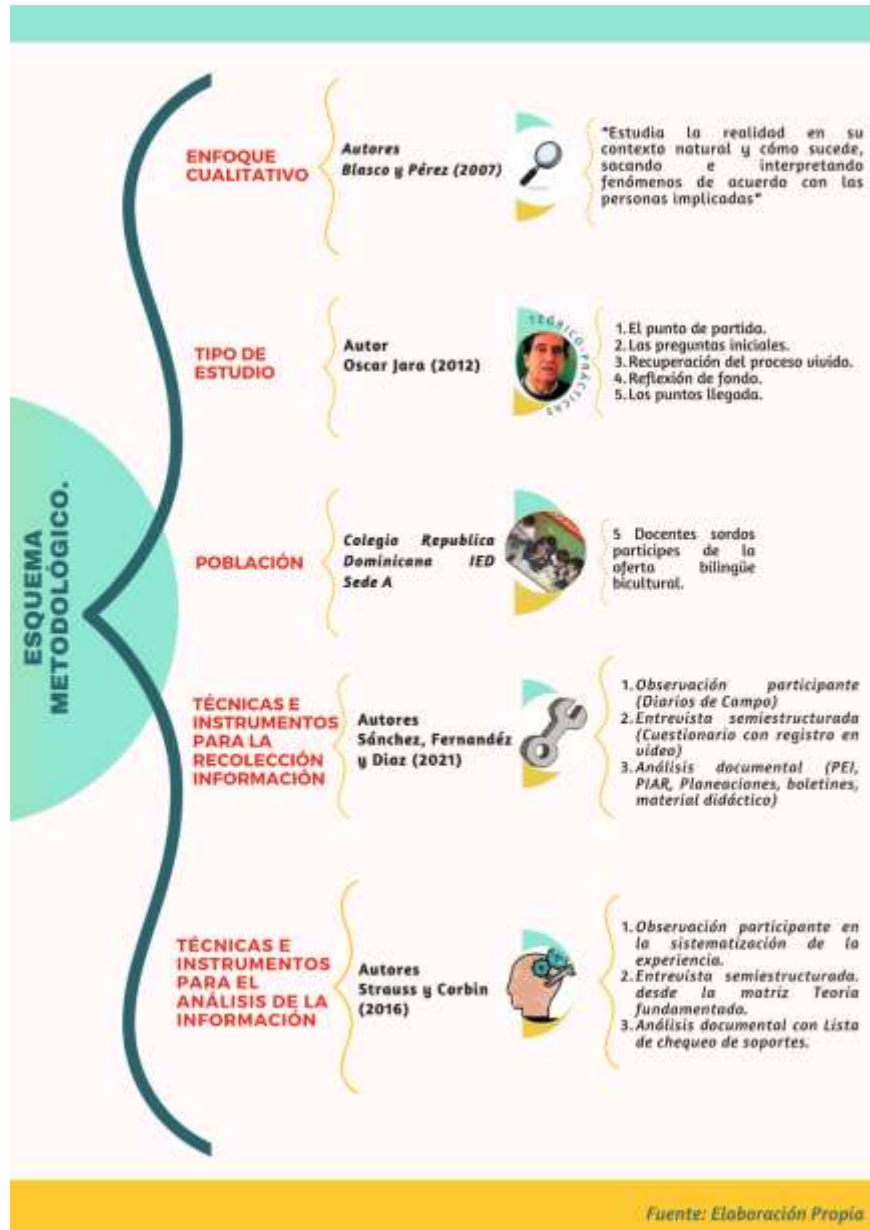 ESQUEMA
METODOLÓGICO.
ENFOQUE
CUALITATIVO
Autores
Blasco y Pérez (2007)
"Estudia la realidad en su
contexto natural y cómo sucede,
sacando e interpretando
fenómenos de acuerdo con las
personas implicadas"
TIPO DE
ESTUDIO
Autor
Oscar Jara (2012)
TEÓRICO-PRÁCTICAS
1. El punto de partida.
2. Las preguntas iniciales.
3. Recuperación del proceso vivido.
4. Reflexión de fondo.
5. Los puntos llegada.
POBLACIÓN
Colegio Republica
Dominicana IED
Sede A
5 Docentes sordos
participes de la
oferta bilingüe
bicultural.
TÉCNICAS E
INSTRUMENTOS
PARA LA
RECOLECCIÓN
INFORMACIÓN
Autores
Sánchez, Fernandéz
y Diaz (2021)
1. Observación participante
(Diarios de Campo)
2. Entrevista semiestructurada
(Cuestionario con registro en
video)
3. Análisis documental (PEI,
PIAR, Planeaciones, boletines,
material didáctico)
TÉCNICAS E
INSTRUMENTOS
PARA EL
ANÁLISIS DE LA
INFORMACIÓN
Autores
Strauss y Corbin
(2016)
1. Observación participante en
la sistematización de la
experiencia.
2. Entrevista semiestructurada.
desde la matriz Teoría
fundamentada.
3. Análisis documental con Lista
de chequeo de soportes.
Fuente: Elaboración Propia